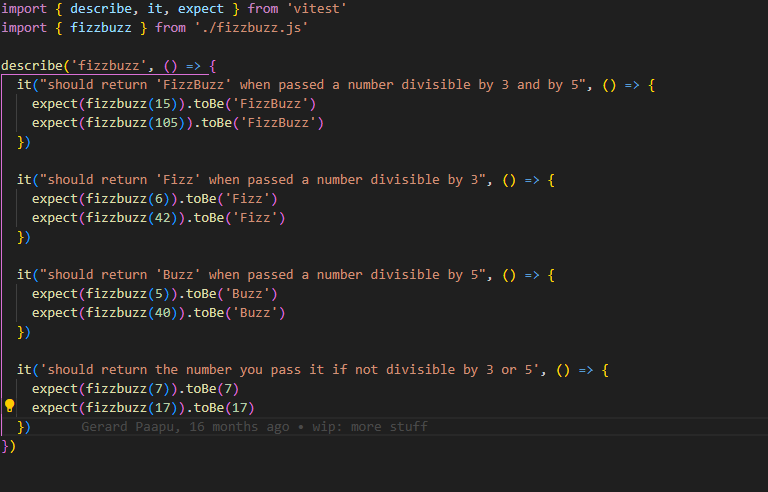 import { describe, it, expect } from 'vitest'
import { fizzbuzz } from './fizzbuzz.js'

describe('fizzbuzz', () => {
  it("should return 'FizzBuzz' when passed a number divisible by 3 and by 5", () => {
    expect(fizzbuzz(15)).toBe('FizzBuzz')
    expect(fizzbuzz(105)).toBe('FizzBuzz')
  })

  it("should return 'Fizz' when passed a number divisible by 3", () => {
    expect(fizzbuzz(6)).toBe('Fizz')
    expect(fizzbuzz(42)).toBe('Fizz')
  })

  it("should return 'Buzz' when passed a number divisible by 5", () => {
    expect(fizzbuzz(5)).toBe('Buzz')
    expect(fizzbuzz(40)).toBe('Buzz')
  })

  it('should return the number you pass it if not divisible by 3 or 5', () => {
    expect(fizzbuzz(7)).toBe(7)
    expect(fizzbuzz(17)).toBe(17)
  })      Gerard Paapu, 16 months ago • wip: more stuff
})